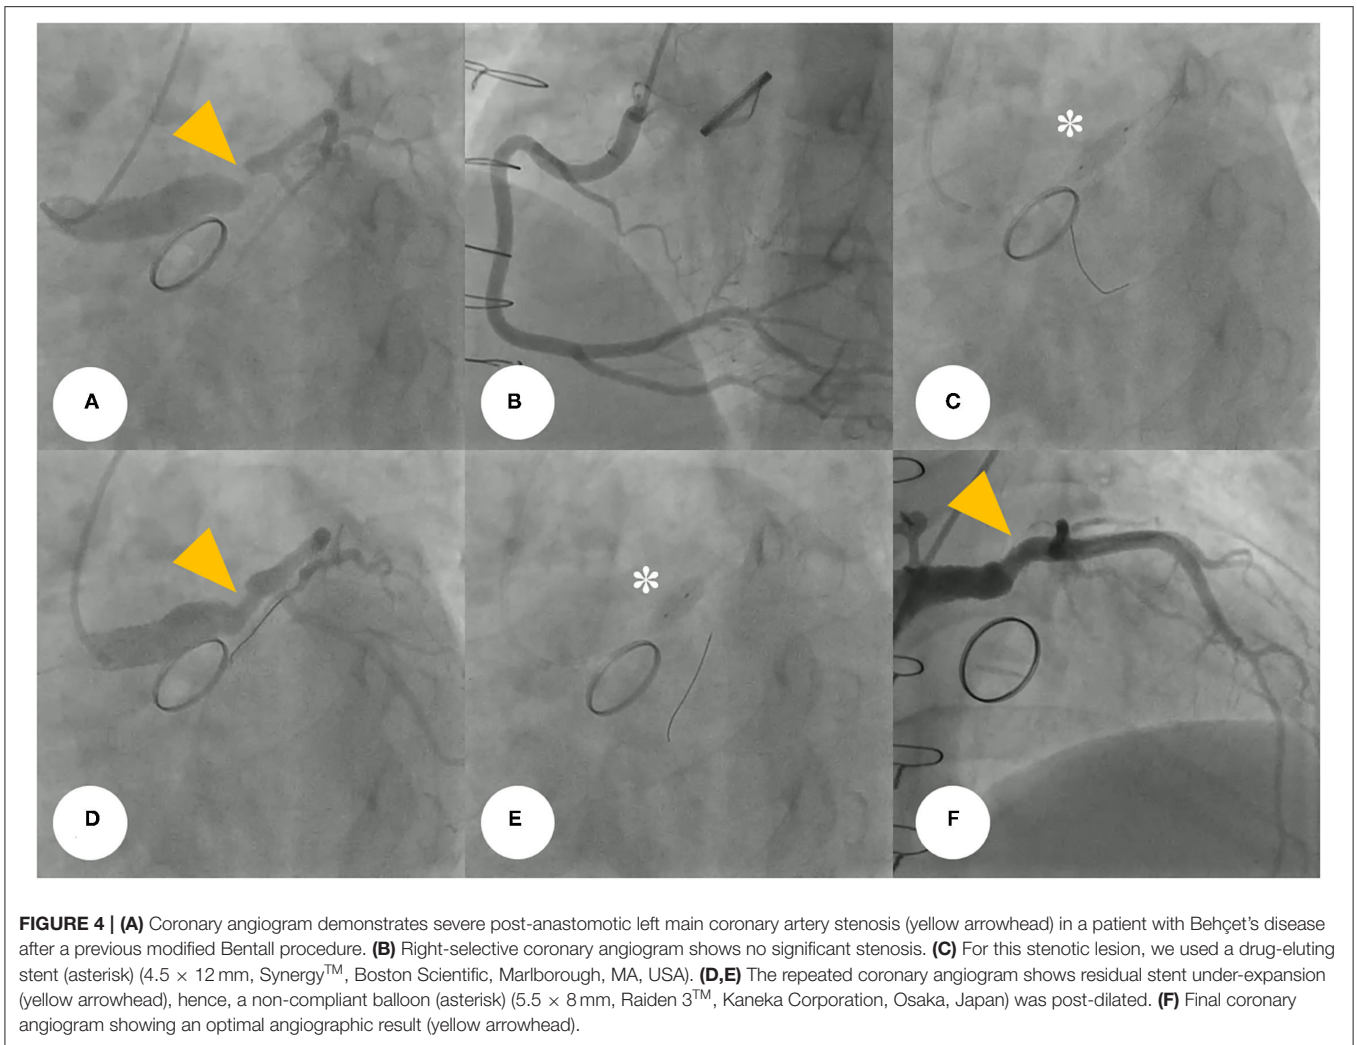 A
B
C
D
E
F
FIGURE 4 | (A) Coronary angiogram demonstrates severe post-anastomotic left main coronary artery stenosis (yellow arrowhead) in a patient with Behçet's disease
after a previous modified Bentall procedure. (B) Right-selective coronary angiogram shows no significant stenosis. (C) For this stenotic lesion, we used a drug-eluting
stent (asterisk) (4.5 × 12 mm, Synergy™, Boston Scientific, Marlborough, MA, USA). (D,E) The repeated coronary angiogram shows residual stent under-expansion
(yellow arrowhead), hence, a non-compliant balloon (asterisk) (5.5 × 8 mm, Raiden 3™, Kaneka Corporation, Osaka, Japan) was post-dilated. (F) Final coronary
angiogram showing an optimal angiographic result (yellow arrowhead).